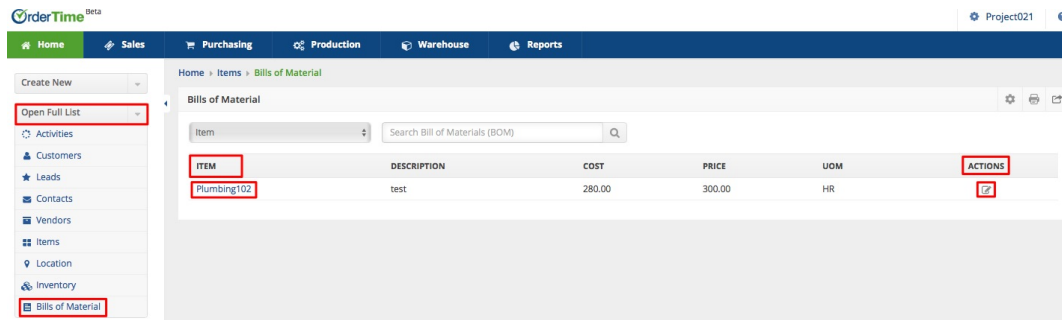 OrderTime Beta
Project021
Home Sales Purchasing Production Warehouse Reports
Create New
Open Full List
Activities
Customers
Leads
Contacts
Vendors
Items
Location
Inventory
Bills of Material
Home › Items › Bills of Material
Bills of Material
Item Search Bill of Materials (BOM)
ITEM DESCRIPTION COST PRICE UOM ACTIONS
Plumbing102 test 280.00 300.00 HR